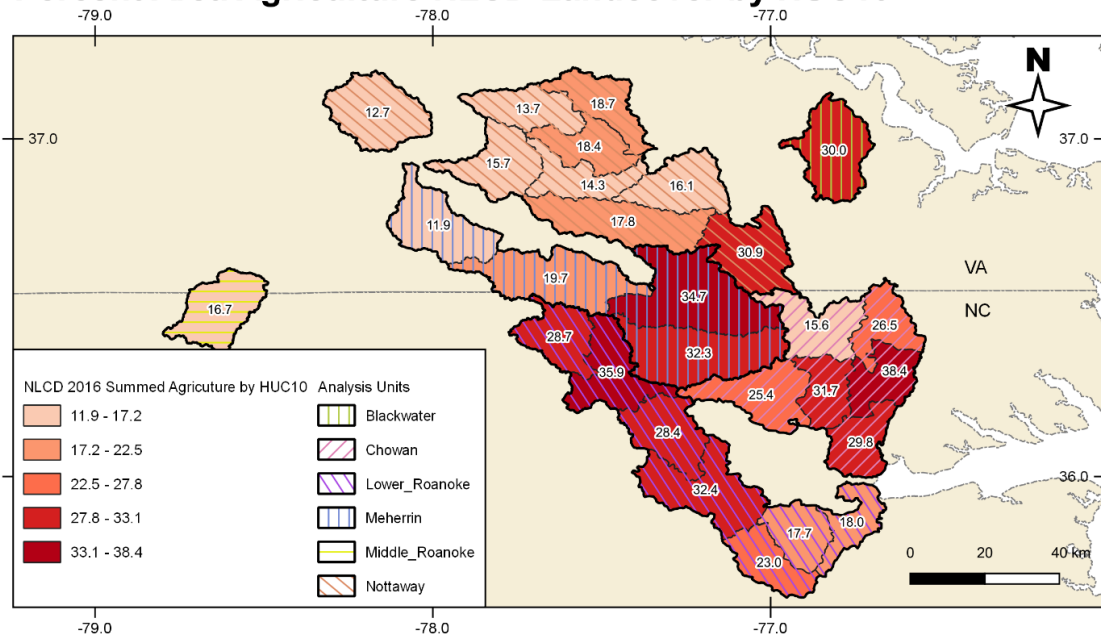 -79.0 -78.0 -77.0
N
12.7 13.7 18.7
37.0 18.4 30.0 37.0
15.7 14.3 16.1
11.9 17.8
30.9
VA
19.7 34.7
NC
16.7 15.6 26.5
28.7 32.3
35.9 38.4
25.4 31.7
28.4 29.8
32.4 36.0
17.7 18.0
23.0
0 20 40 km
NLCD 2016 Summed Agricuture by HUC10
11.9 - 17.2
17.2 - 22.5
22.5 - 27.8
27.8 - 33.1
33.1 - 38.4
Analysis Units
Blackwater
Chowan
Lower_Roanoke
Meherrin
Middle_Roanoke
Nottaway
-79.0 -78.0 -77.0